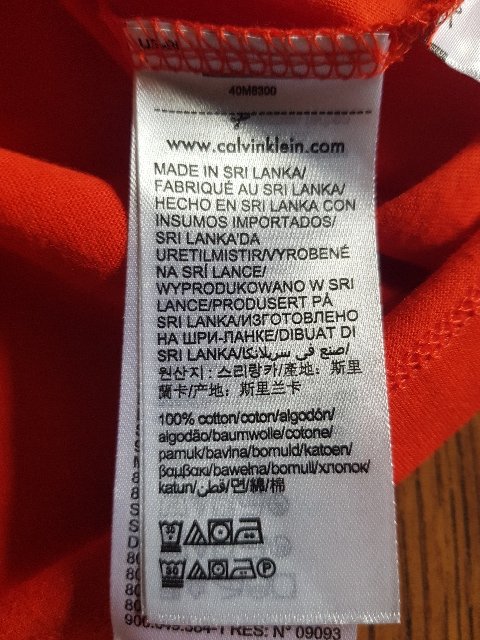 40M8300
www.calvinklein.com
MADE IN SRI LANKA/
FABRIQUÉ AU SRI LANKA/
HECHO EN SRI LANKA CON
INSUMOS IMPORTADOS/
SRI LANKA'DA
URETILMISTIR/VYROBENÉ
NA SRÍ LANCE/
WYPRODUKOWANO W SRI
LANCE/PRODUSERT PÅ
SRI LANKA/ИЗГОТОВЛЕНО
НА ШРИ-ЛАНКЕ/DIBUAT DI
SRI LANKA/صنع في سريلانكا/
원산지 : 스리랑카/產地：斯里
蘭卡/产地：斯里兰卡
100% cotton/coton/algodón/
algodão/baumwolle/cotone/
pamuk/bavlna/bomuld/katoen/
βαμβακι/bawełna/bomull/хлопок/
katun/قطن/면/綿/棉
900.649.384-1 RES: N° 09093